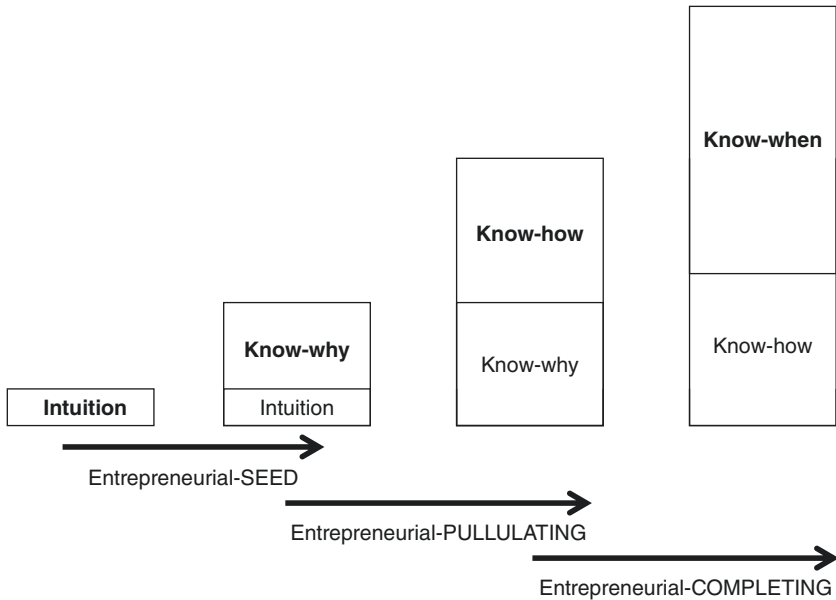 Know-when
Know-how
Know-why
Know-why
Know-how
Intuition
Intuition
Entrepreneurial-SEED
Entrepreneurial-PULLULATING
Entrepreneurial-COMPLETING